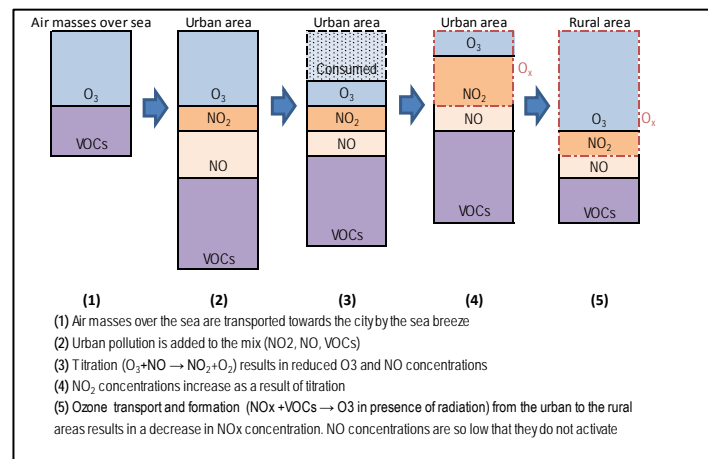 Air masses over sea
Urban area
Urban area
Urban area
Rural area
O₃
VOCs
O₃
NO₂
NO
VOCs
Consumed
O₃
NO₂
NO
VOCs
O₃
Oₓ
NO₂
NO
VOCs
O₃
Oₓ
NO₂
NO
VOCs
(1)
(2)
(3)
(4)
(5)
(1) Air masses over the sea are transported towards the city by the sea breeze
(2) Urban pollution is added to the mix (NO2, NO, VOCs)
(3) Titration (O₃+NO → NO₂+O₂) results in reduced O3 and NO concentrations
(4) NO₂ concentrations increase as a result of titration
(5) Ozone transport and formation (NOx +VOCs → O3 in presence of radiation) from the urban to the rural
areas results in a decrease in NOx concentration. NO concentrations are so low that they do not activate